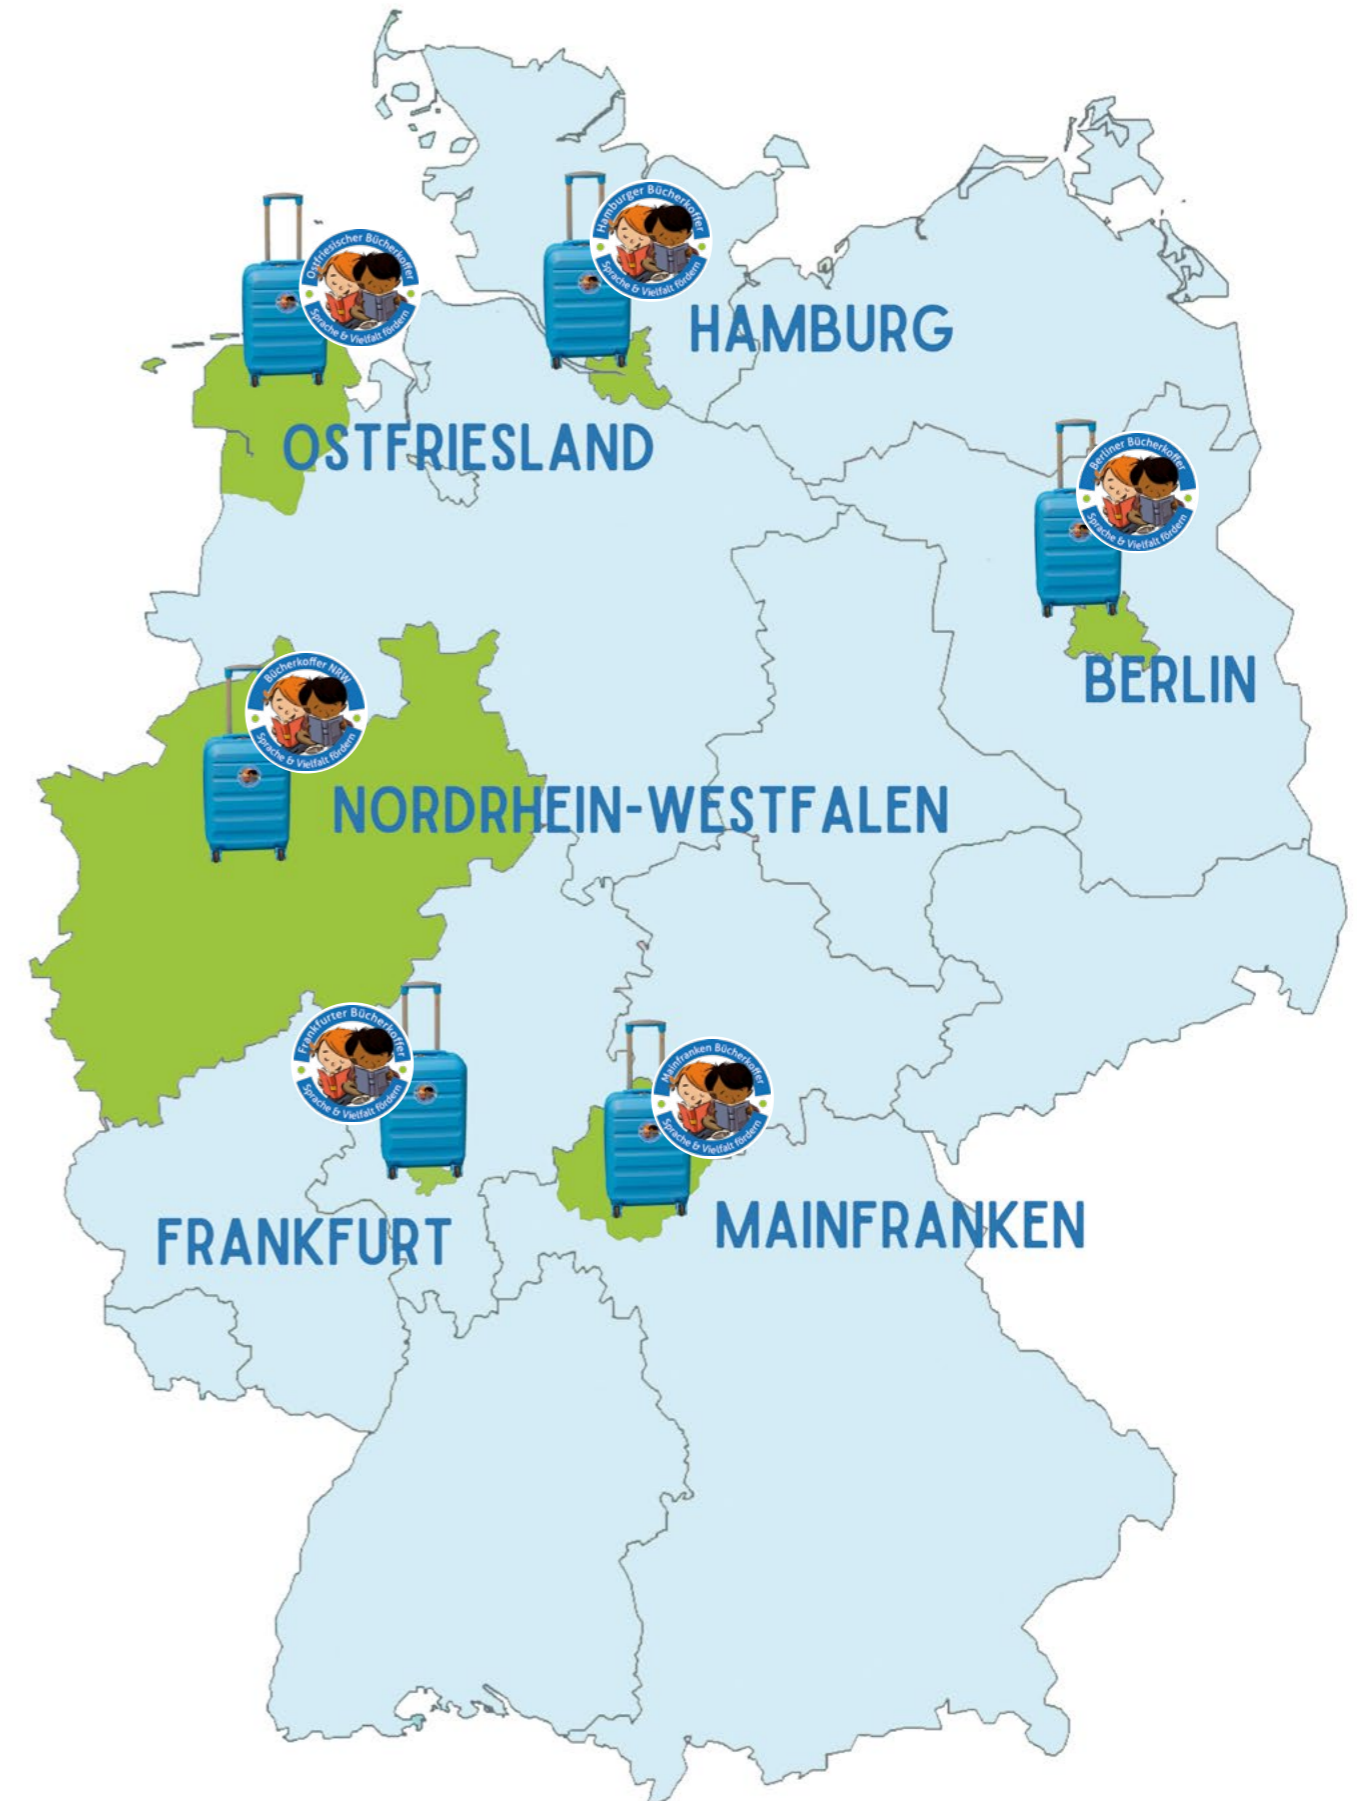 Hamburger Bücherkoffer
Sprache & Vielfalt fördern
HAMBURG
Ostfriesischer Bücherkoffer
Sprache & Vielfalt fördern
OSTFRIESLAND
Berliner Bücherkoffer
Sprache & Vielfalt fördern
BERLIN
Bücherkoffer NRW
Sprache & Vielfalt fördern
NORDRHEIN-WESTFALEN
Frankfurter Bücherkoffer
Sprache & Vielfalt fördern
FRANKFURT
Mainfranken Bücherkoffer
Sprache & Vielfalt fördern
MAINFRANKEN